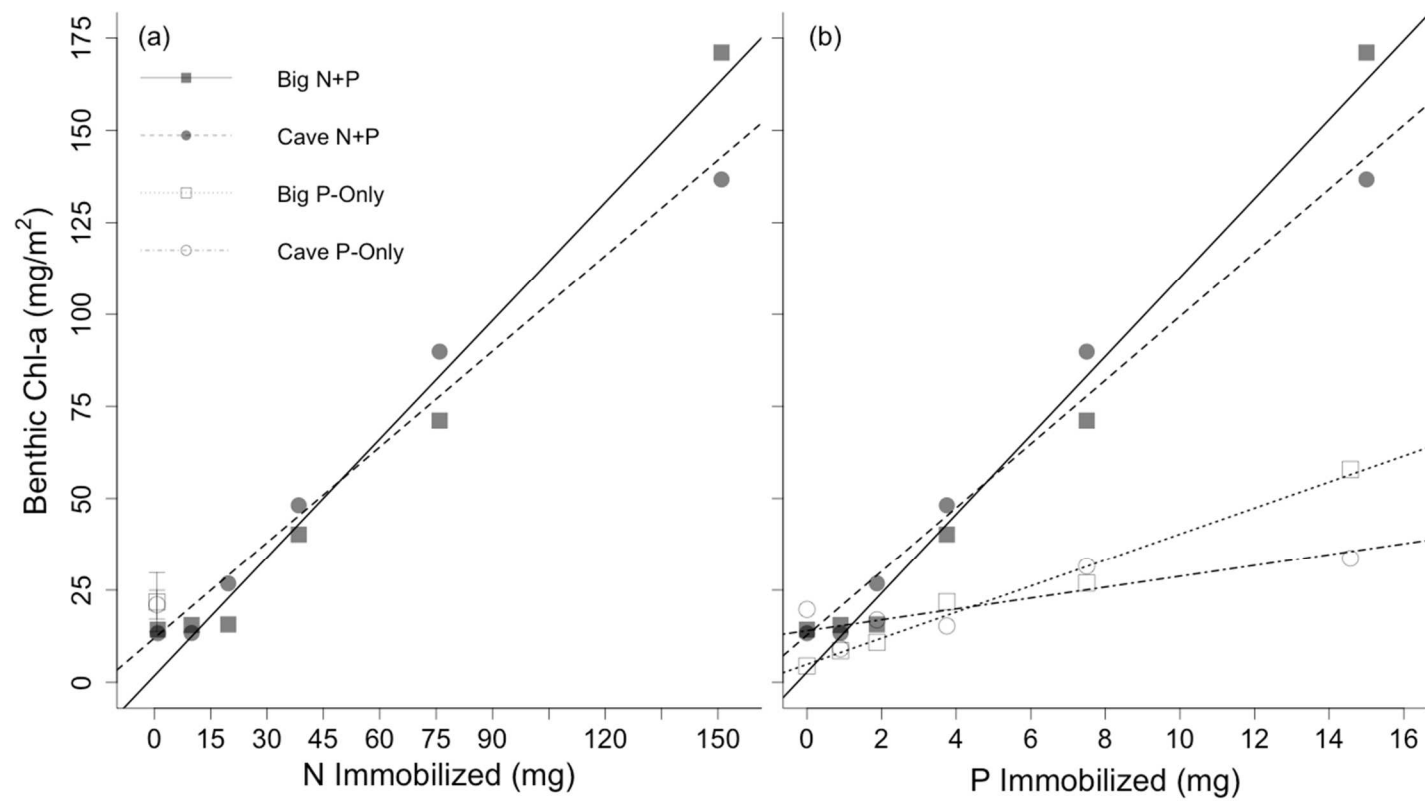 (a)
Big N+P
Cave N+P
Big P-Only
Cave P-Only
Benthic Chl-a (mg/m²)
175
150
125
100
75
50
25
0
0 15 30 45 60 75 90 120 150
N Immobilized (mg)
(b)
0 2 4 6 8 10 12 14 16
P Immobilized (mg)